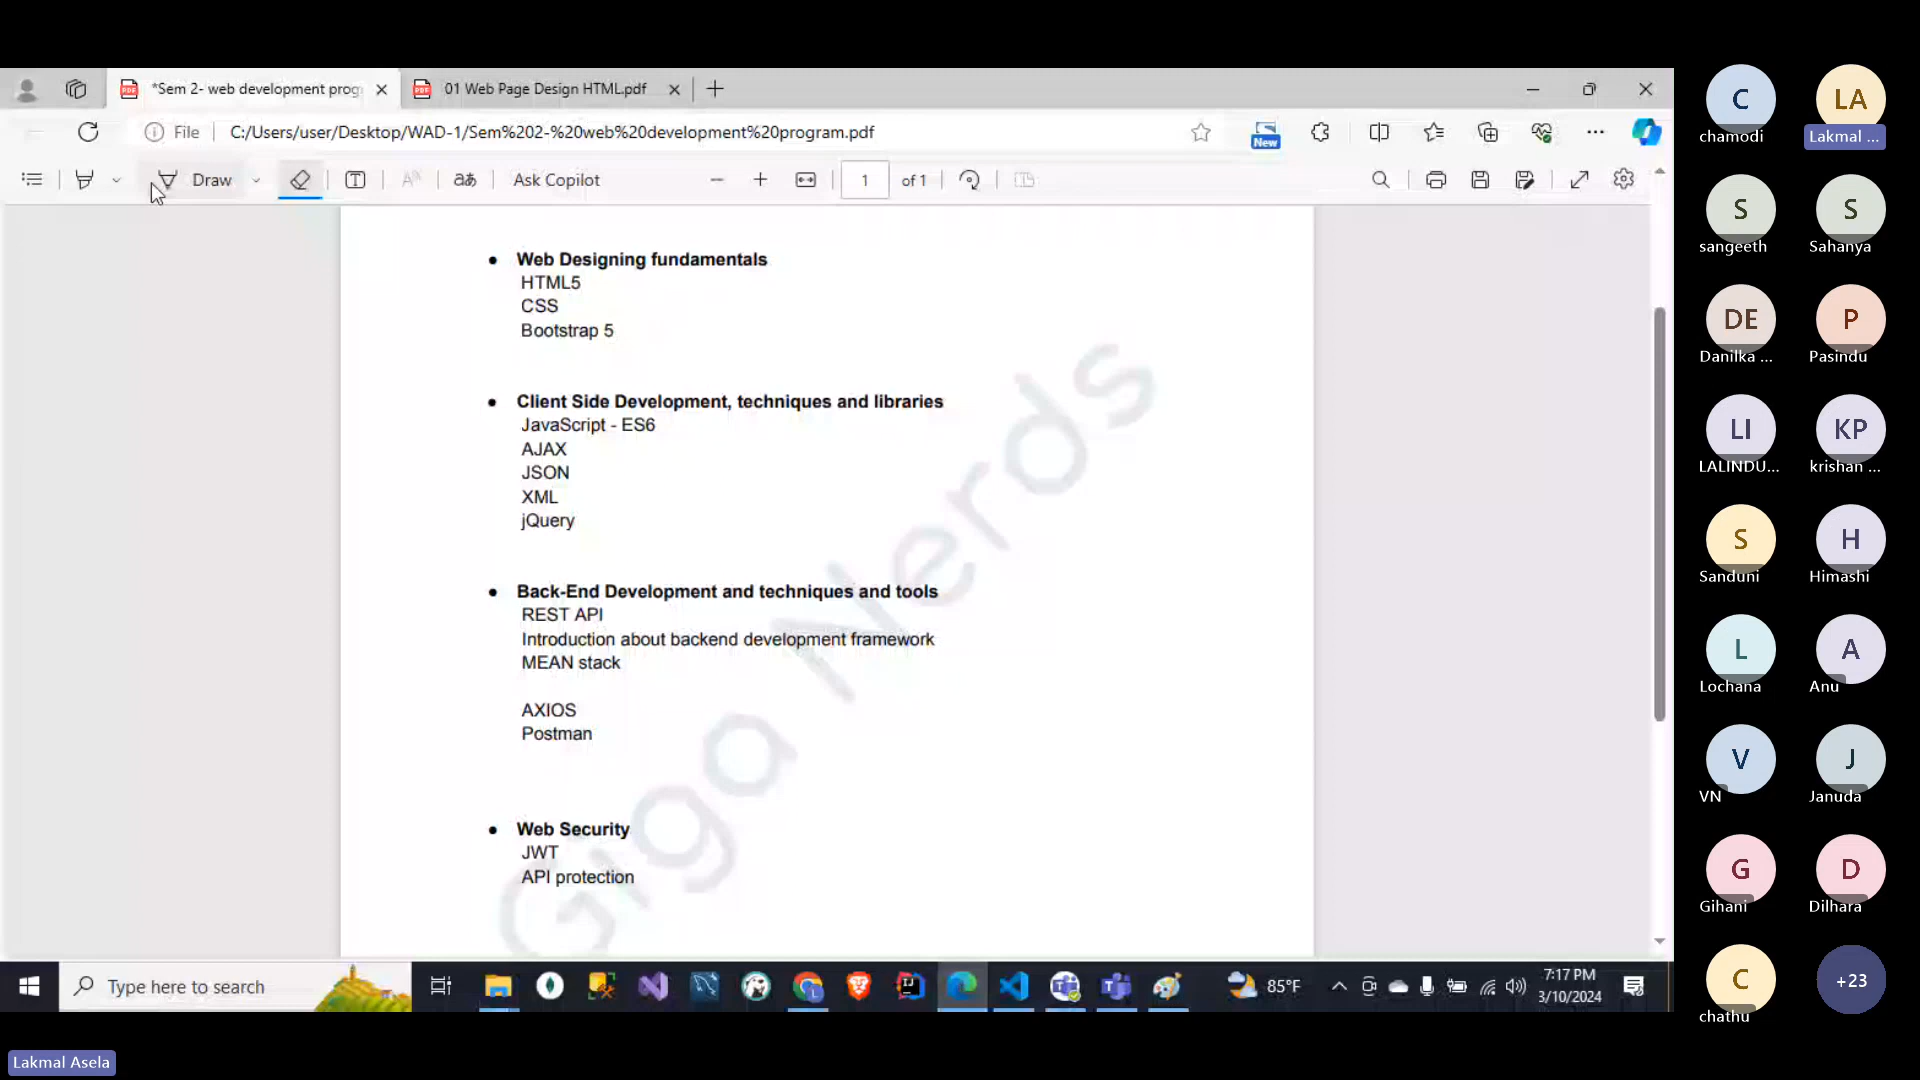 *Sem 2- web development prog
01 Web Page Design HTML.pdf
File
C:/Users/user/Desktop/WAD-1/Sem%202-%20web%20development%20program.pdf
New
Draw
aあ
Ask Copilot
1
of 1
Web Designing fundamentals
HTML5
CSS
Bootstrap 5
Client Side Development, techniques and libraries
JavaScript - ES6
AJAX
JSON
XML
jQuery
Back-End Development and techniques and tools
REST API
Introduction about backend development framework
MEAN stack
AXIOS
Postman
Web Security
JWT
API protection
Giga Nerds
Type here to search
85°F
7:17 PM
3/10/2024
C
chamodi
LA
Lakmal ...
S
sangeeth
S
Sahanya
DE
Danilka ...
P
Pasindu
LI
LALINDU...
KP
krishan ...
S
Sanduni
H
Himashi
L
Lochana
A
Anu
V
VN
J
Januda
G
Gihani
D
Dilhara
C
chathu
+23
Lakmal Asela